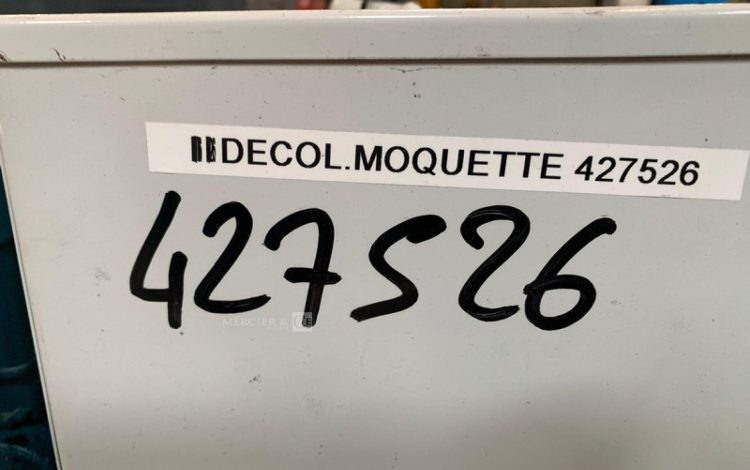 DECOL.MOQUETTE 427526
427526
MERCIER & CIE